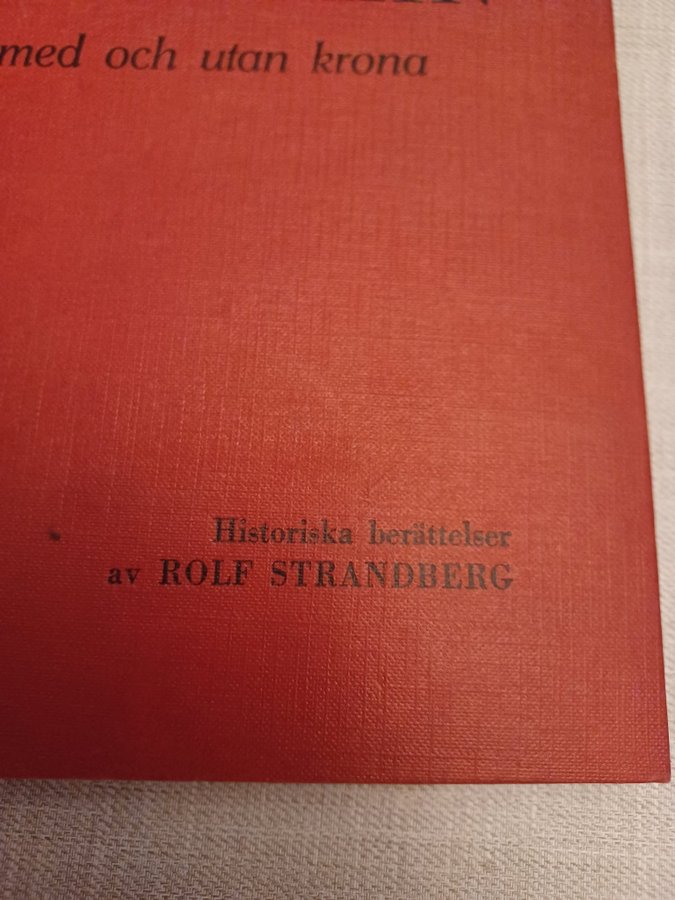 med och utan krona
Historiska berättelser
av ROLF STRANDBERG